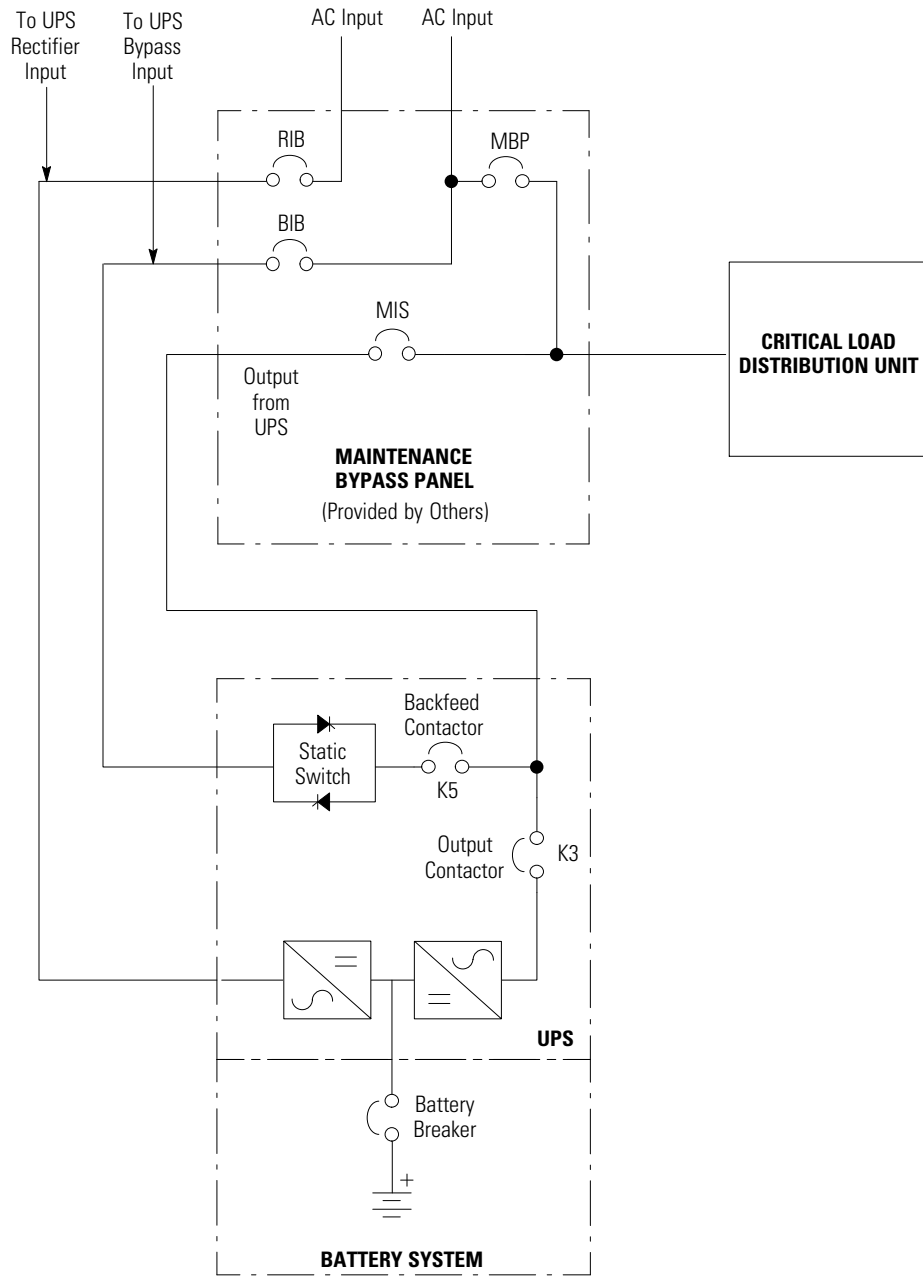 To UPS
Rectifier
Input
To UPS
Bypass
Input
AC Input
AC Input
RIB
MBP
BIB
MIS
Output
from
UPS
CRITICAL LOAD
DISTRIBUTION UNIT
MAINTENANCE
BYPASS PANEL
(Provided by Others)
Backfeed
Contactor
Static
Switch
K5
Output
Contactor
K3
UPS
Battery
Breaker
+
BATTERY SYSTEM